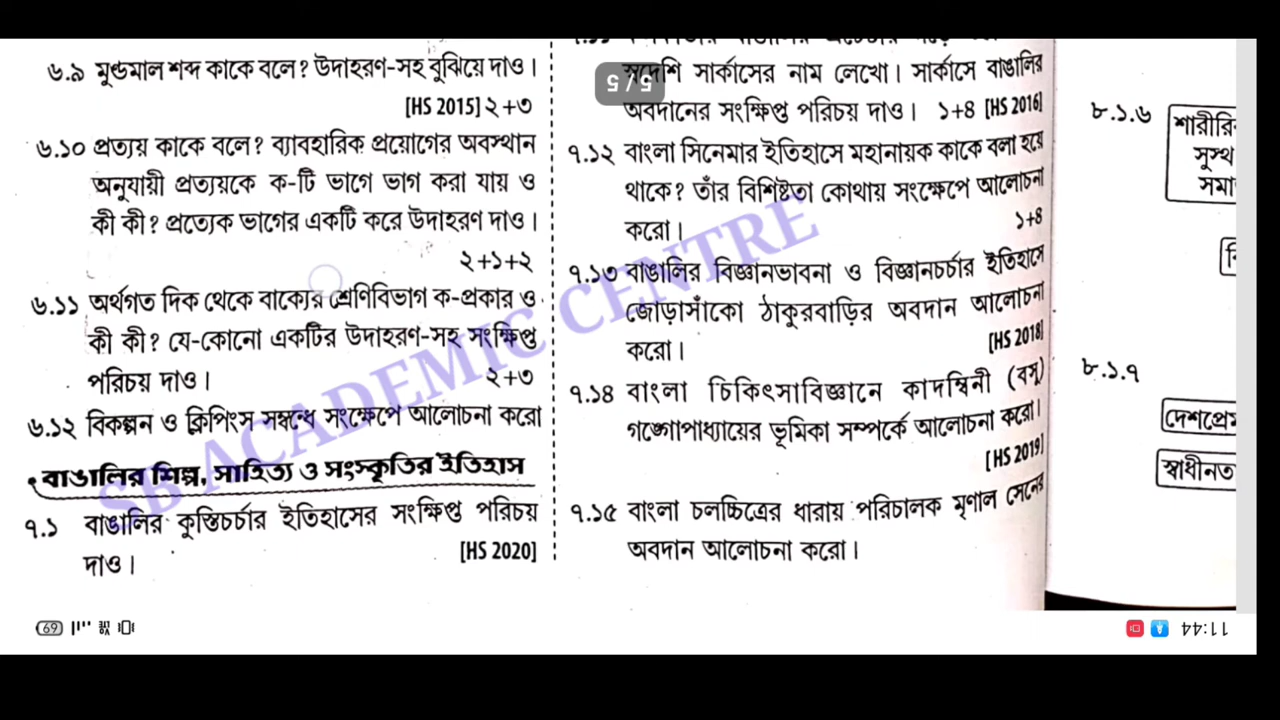 ৬.৯ মুণ্ডমাল শব্দ কাকে বলে? উদাহরণ-সহ বুঝিয়ে দাও।
[HS 2015] ২+৩
৬.১০ প্রত্যয় কাকে বলে? ব্যাবহারিক প্রয়োগের অবস্থান
অনুযায়ী প্রত্যয়কে ক-টি ভাগে ভাগ করা যায় ও
কী কী? প্রত্যেক ভাগের একটি করে উদাহরণ দাও।
২+১+২
৬.১১ অর্থগত দিক থেকে বাক্যের শ্রেণিবিভাগ ক-প্রকার ও
কী কী? যে-কোনো একটির উদাহরণ-সহ সংক্ষিপ্ত
পরিচয় দাও। ২+৩
৬.১২ বিকল্পন ও ক্লিপিংস সম্বন্ধে সংক্ষেপে আলোচনা করো
বাঙালির শিল্প, সাহিত্য ও সংস্কৃতির ইতিহাস
৭.১ বাঙালির কুস্তিচর্চার ইতিহাসের সংক্ষিপ্ত পরিচয়
দাও। [HS 2020]
স্বদেশি সার্কাসের নাম লেখো। সার্কাসে বাঙালির
5/5
অবদানের সংক্ষিপ্ত পরিচয় দাও। ১+৪ [HS 2016]
৭.১২ বাংলা সিনেমার ইতিহাসে মহানায়ক কাকে বলা হয়ে
থাকে? তাঁর বিশিষ্টতা কোথায় সংক্ষেপে আলোচনা
করো। ১+৪
৭.১৩ বাঙালির বিজ্ঞানভাবনা ও বিজ্ঞানচর্চার ইতিহাসে
জোড়াসাঁকো ঠাকুরবাড়ির অবদান আলোচনা
করো। [HS 2018]
৭.১৪ বাংলা চিকিৎসাবিজ্ঞানে কাদম্বিনী (বসু)
গঙ্গোপাধ্যায়ের ভূমিকা সম্পর্কে আলোচনা করো।
[HS 2019]
৭.১৫ বাংলা চলচ্চিত্রের ধারায় পরিচালক মৃণাল সেনের
অবদান আলোচনা করো।
৮.১.৬
সুস্থ
৮.১.৭
SB ACADEMIC CENTRE
69
11:44